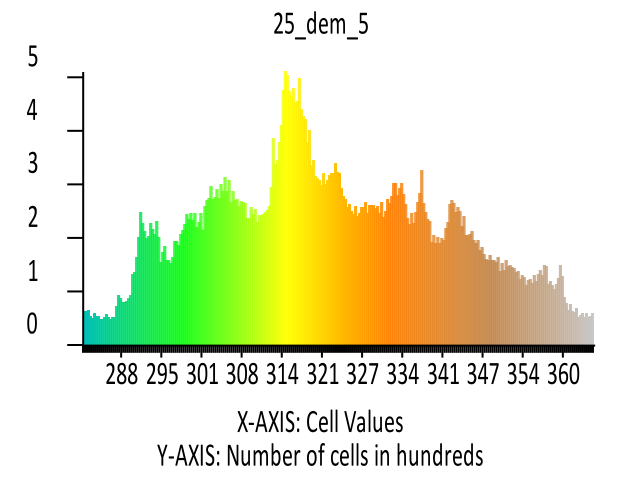 25_dem_5
5
4
3
2
1
0
288 295 301 308 314 321 327 334 341 347 354 360
X-AXIS: Cell Values
Y-AXIS: Number of cells in hundreds